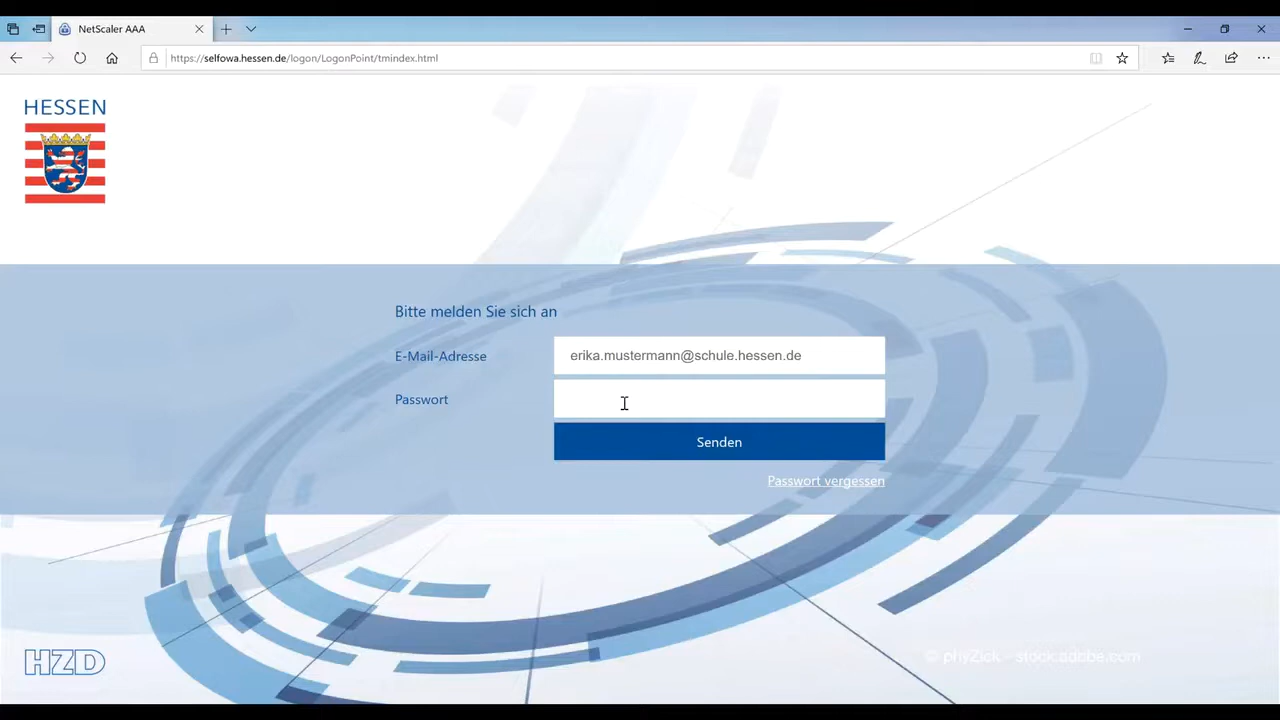 NetScaler AAA
https://selfowa.hessen.de/logon/LogonPoint/tmindex.html
HESSEN
Bitte melden Sie sich an
E-Mail-Adresse
erika.mustermann@schule.hessen.de
Passwort
Senden
Passwort vergessen
HZD
© phyZick - stock.adobe.com